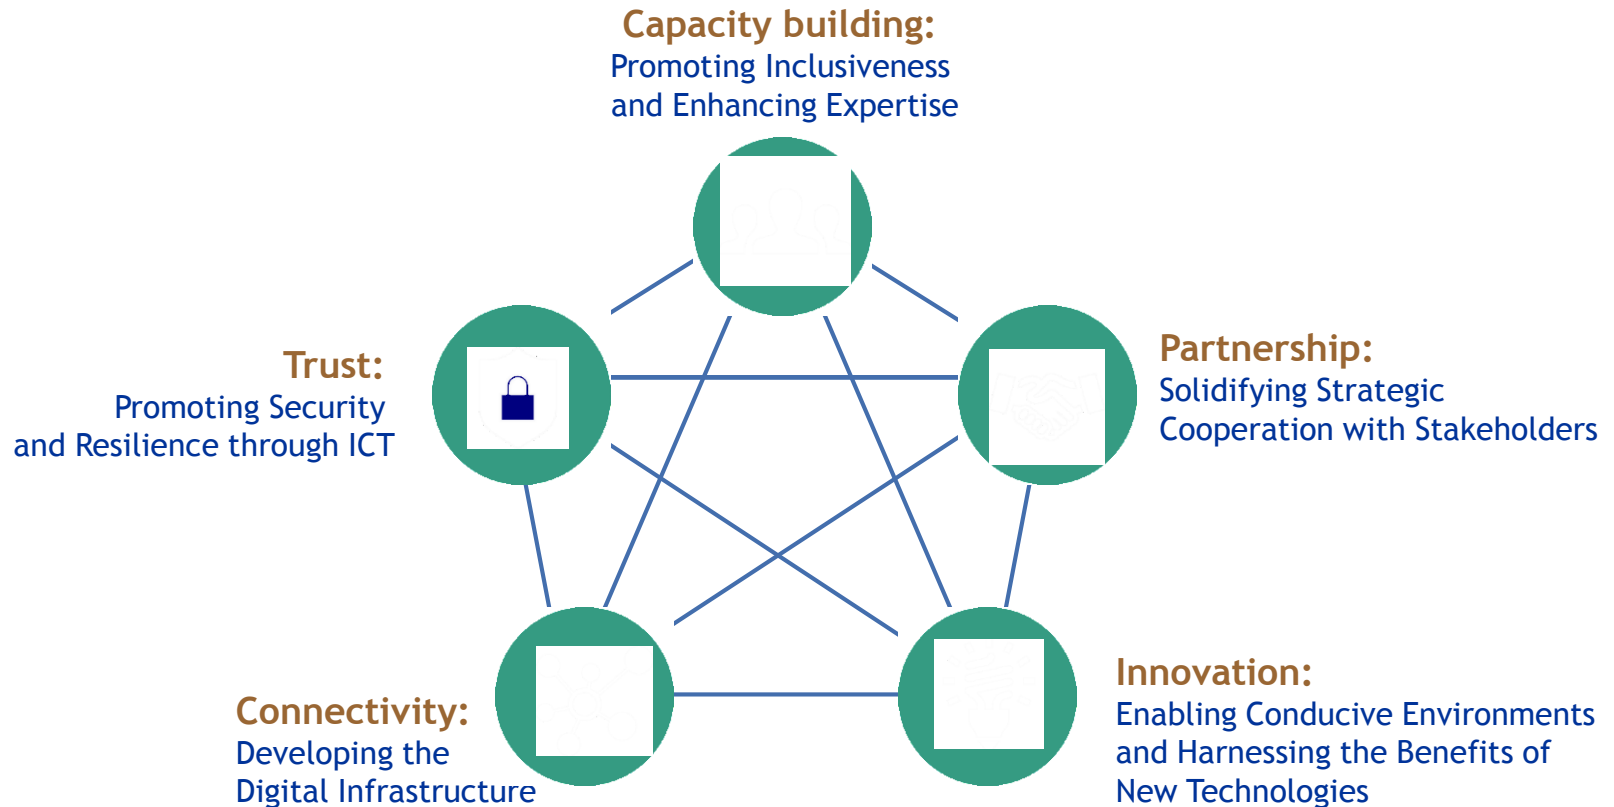 Capacity building:
Promoting Inclusiveness
and Enhancing Expertise
Trust:
Promoting Security
and Resilience through ICT
Partnership:
Solidifying Strategic
Cooperation with Stakeholders
Connectivity:
Developing the
Digital Infrastructure
Innovation:
Enabling Conducive Environments
and Harnessing the Benefits of
New Technologies